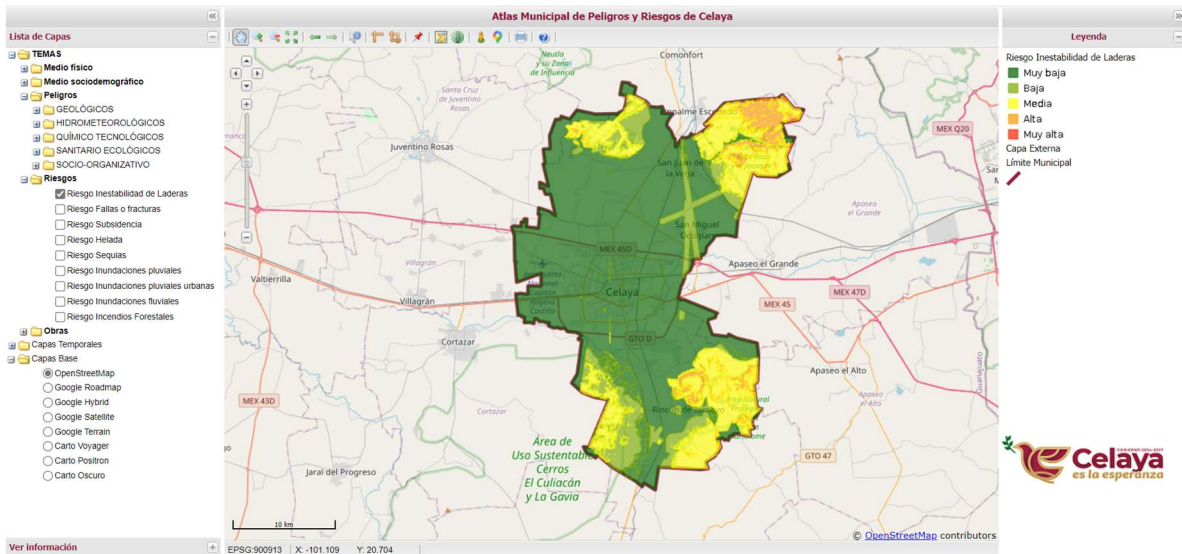 Atlas Municipal de Peligros y Riesgos de Celaya
Lista de Capas
TEMAS
Medio físico
Medio sociodemográfico
Peligros
GEOLÓGICOS
HIDROMETEOROLÓGICOS
QUÍMICO TECNOLÓGICOS
SANITARIO ECOLÓGICOS
SOCIO-ORGANIZATIVO
Riesgos
Riesgo Inestabilidad de Laderas
Riesgo Fallas o fracturas
Riesgo Subsidencia
Riesgo Helada
Riesgo Sequias
Riesgo Inundaciones pluviales
Riesgo Inundaciones pluviales urbanas
Riesgo Inundaciones fluviales
Riesgo Incendios Forestales
Obras
Capas Temporales
Capas Base
OpenStreetMap
Google Roadmap
Google Hybrid
Google Satellite
Google Terrain
Carto Voyager
Carto Positron
Carto Oscuro
Ver información
Neutla
y su Zona
de Influencia
Comonfort
Santa Cruz
de Juventino
Rosas
Juventino Rosas
Empalme Escobedo
San Juan de
la Vega
MEX Q20
Apaseo
el Grande
San Miguel
Octopan
MEX 45D
Villagrán
Apaseo el Grande
Valtierrilla
Villagrán
Celaya
MEX 47D
MEX 45
Cortazar
GTO D
Guanajuato
Apaseo el Alto
MEX 43D
Cortazar
Rincón de Tamayo
Apaseo
el Alto
Área de
Uso Sustentable
Cerros
El Culiacán
y La Gavia
GTO 47
Jaral del Progreso
10 km
© OpenStreetMap contributors
EPSG:900913
X: -101.109
Y: 20.704
Leyenda
Riesgo Inestabilidad de Laderas
Muy baja
Baja
Media
Alta
Muy alta
Capa Externa
Límite Municipal
GOBIERNO 2024-2027
Celaya
es la esperanza